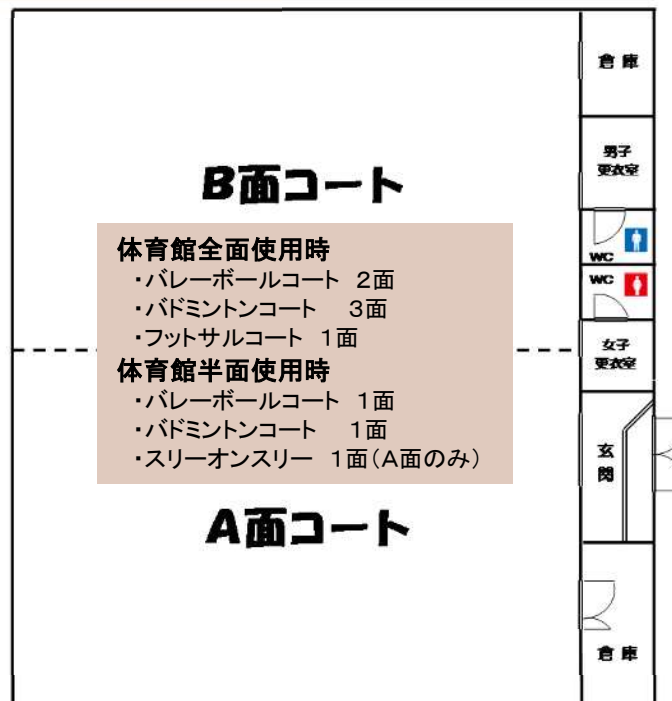 倉庫
男子
更衣室
B面コート
WC
体育館全面使用時
・バレーボールコート　2面
・バドミントンコート　3面
・フットサルコート　1面
WC
女子
更衣室
体育館半面使用時
・バレーボールコート　1面
・バドミントンコート　1面
・スリーオンスリー　1面（A面のみ）
玄
関
A面コート
倉庫